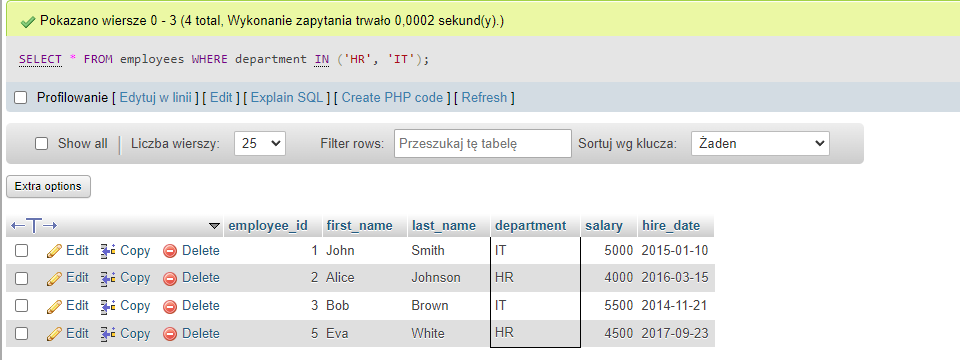 Pokazano wiersze 0 - 3 (4 total, Wykonanie zapytania trwało 0,0002 sekund(y).)
SELECT * FROM employees WHERE department IN ('HR', 'IT');
Profilowanie [ Edytuj w linii ] [ Edit ] [ Explain SQL ] [ Create PHP code ] [ Refresh ]
Show all Liczba wierszy: 25 Filter rows: Przeszukaj tę tabelę Sortuj wg klucza: Żaden
Extra options
employee_id first_name last_name department salary hire_date
Edit Copy Delete 1 John Smith IT 5000 2015-01-10
Edit Copy Delete 2 Alice Johnson HR 4000 2016-03-15
Edit Copy Delete 3 Bob Brown IT 5500 2014-11-21
Edit Copy Delete 5 Eva White HR 4500 2017-09-23